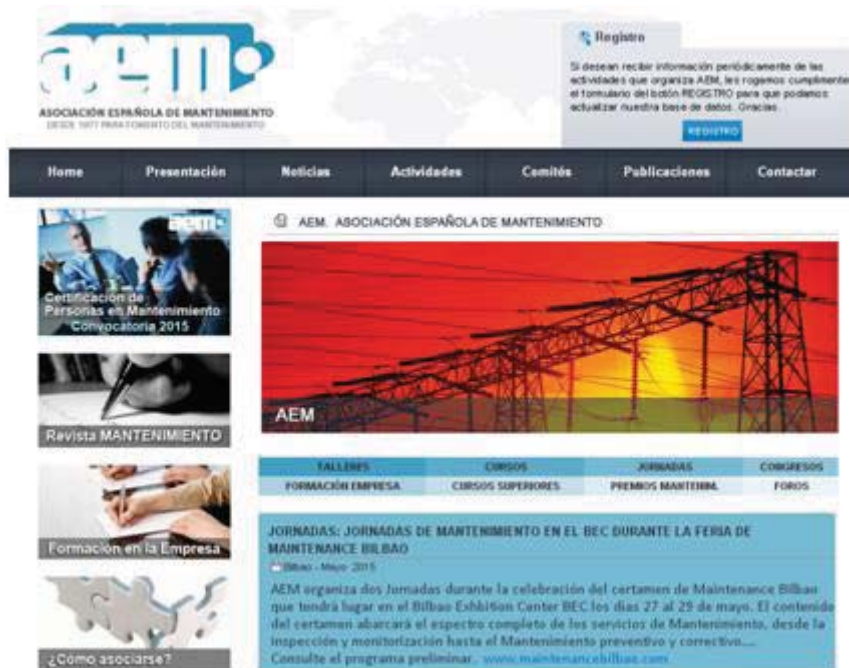 aem
ASOCIACIÓN ESPAÑOLA DE MANTENIMIENTO
DESDE 1977 PARA FOMENTO DEL MANTENIMIENTO
Registro
Si desean recibir información periódicamente de las
actividades que organiza AEM, les rogamos cumplimenten
el formulario del botón REGISTRO para que podamos
actualizar nuestra base de datos. Gracias.
REGISTRO
Home Presentación Noticias Actividades Comités Publicaciones Contactar
aem
Certificación de
Personas en Mantenimiento
Convocatoria 2015
Revista MANTENIMIENTO
Formación en la Empresa
¿Cómo asociarse?
AEM. ASOCIACIÓN ESPAÑOLA DE MANTENIMIENTO
AEM
TALLERES CURSOS JORNADAS CONGRESOS
FORMACIÓN EMPRESA CURSOS SUPERIORES PREMIOS MANTENIM. FOROS
JORNADAS: JORNADAS DE MANTENIMIENTO EN EL BEC DURANTE LA FERIA DE
MAINTENANCE BILBAO
Bilbao - Mayo 2015
AEM organiza dos Jornadas durante la celebración del certamen de Maintenance Bilbao
que tendrá lugar en el Bilbao Exhbition Center BEC los días 27 al 29 de mayo. El contenido
del certamen abarcará el espectro completo de los servicios de Mantenimiento, desde la
inspección y monitorización hasta el Mantenimiento preventivo y correctivo....
Consulte el programa preliminar. www.maintenancebilbao.com